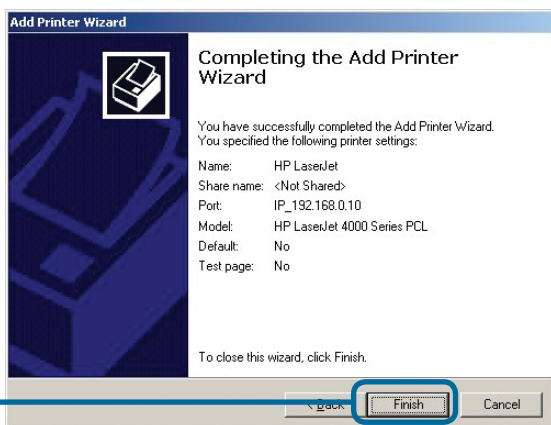 Add Printer Wizard
Completing the Add Printer
Wizard
You have successfully completed the Add Printer Wizard.
You specified the following printer settings:
Name: HP LaserJet
Share name: <Not Shared>
Port: IP_192.168.0.10
Model: HP LaserJet 4000 Series PCL
Default: No
Test page: No
To close this wizard, click Finish.
< Back Finish Cancel